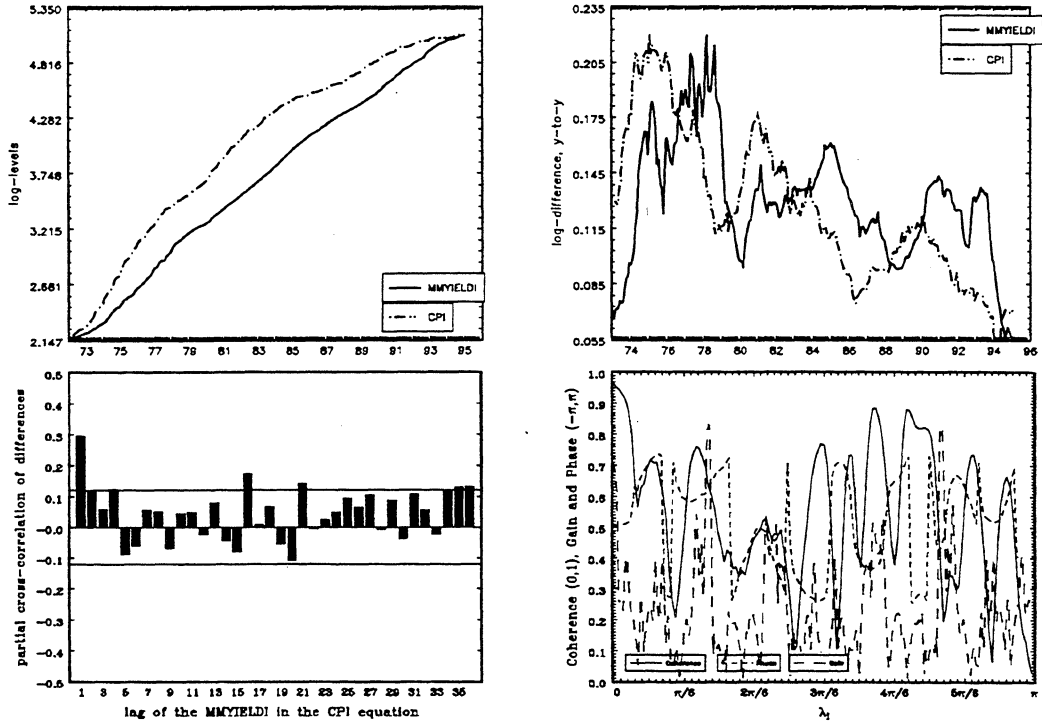 5.350
4.816
4.282
3.748
3.215
2.681
2.147
log-levels
MMYIELDI
CPI
73 75 77 79 81 83 85 87 89 91 93 95
0.235
0.205
0.175
0.145
0.115
0.085
0.055
log-difference, y-to-y
MMYIELDI
CPI
74 76 78 80 82 84 86 88 90 92 94 96
0.5
0.4
0.3
0.2
0.1
-0.0
-0.1
-0.2
-0.3
-0.4
-0.5
partial cross-correlation of differences
1 3 5 7 9 11 13 15 17 19 21 23 25 27 29 31 33 35
lag of the MMYIELDI in the CPI equation
1.0
0.9
0.8
0.7
0.6
0.5
0.4
0.3
0.2
0.1
0.0
Coherence (0,1), Gain and Phase (-π,π)
Coherence
Gain
0 π/6 2π/6 3π/6 4π/6 5π/6 π